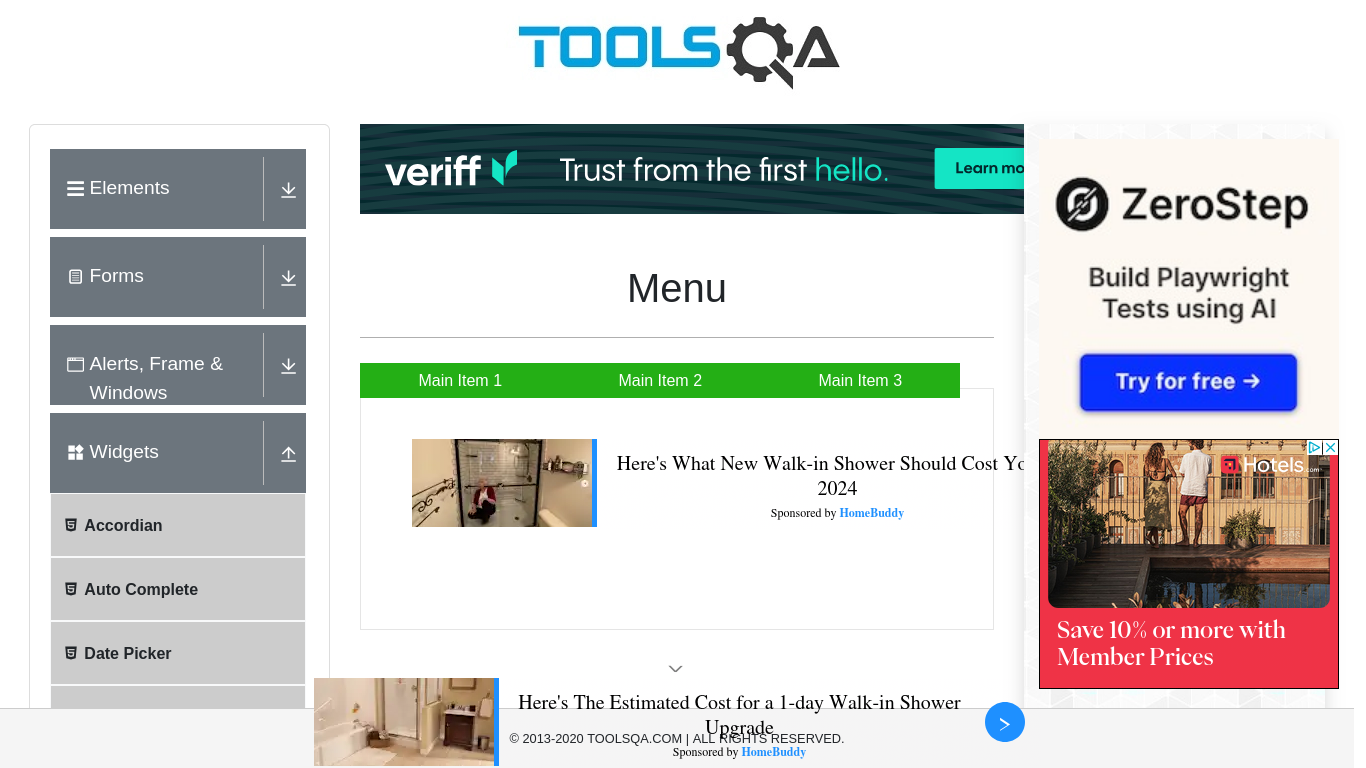 TOOLSQA
Elements
Forms
Alerts, Frame &
Windows
Widgets
Accordian
Auto Complete
Date Picker
veriff
Trust from the first hello.
Learn mo
Menu
Main Item 1
Main Item 2
Main Item 3
Here's What New Walk-in Shower Should Cost Yo
2024
Sponsored by HomeBuddy
Here's The Estimated Cost for a 1-day Walk-in Shower
Upgrade
Sponsored by HomeBuddy
© 2013-2020 TOOLSQA.COM | ALL RIGHTS RESERVED.
ZeroStep
Build Playwright
Tests using AI
Try for free →
Hotels.com
Save 10% or more with
Member Prices